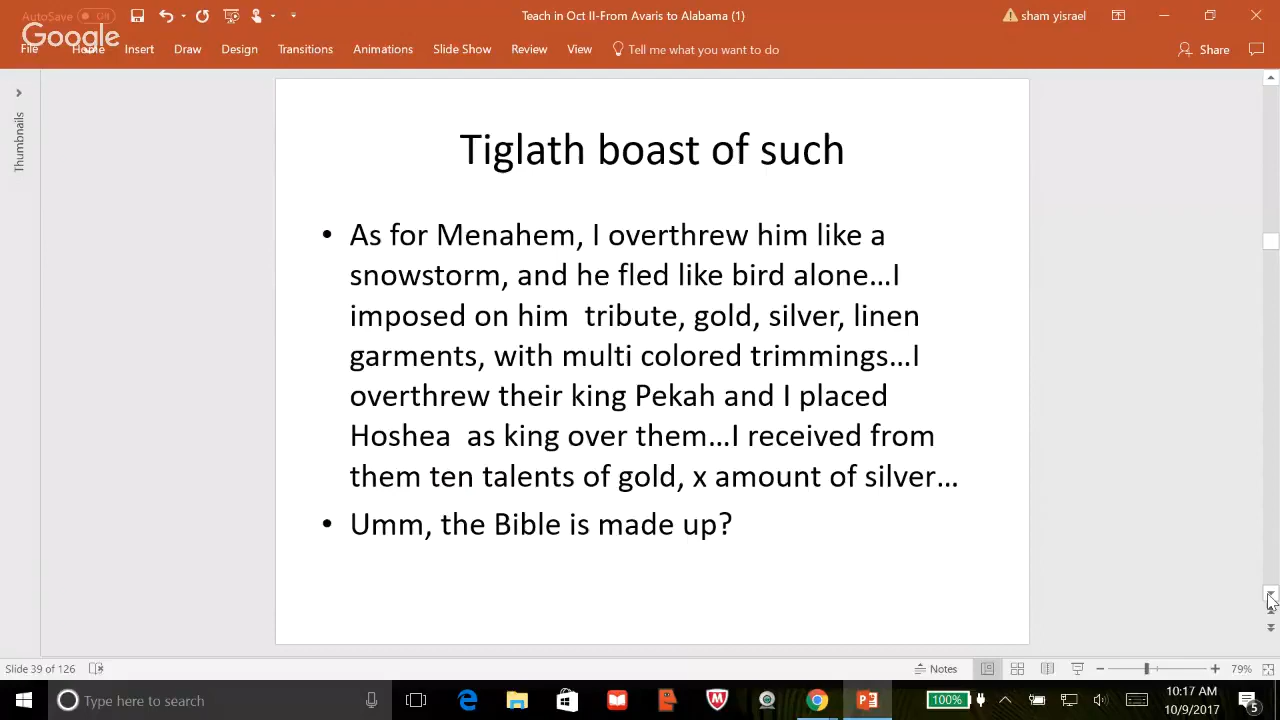 AutoSave Off
Teach in Oct II-From Avaris to Alabama (1)
sham yisrael
Google
File Home Insert Draw Design Transitions Animations Slide Show Review View Tell me what you want to do Share
Thumbnails
Tiglath boast of such
• As for Menahem, I overthrew him like a
snowstorm, and he fled like bird alone…I
imposed on him  tribute, gold, silver, linen
garments, with multi colored trimmings…I
overthrew their king Pekah and I placed
Hoshea  as king over them…I received from
them ten talents of gold, x amount of silver…
• Umm, the Bible is made up?
Slide 39 of 126
Notes
79%
Type here to search
100%
10:17 AM
10/9/2017
5